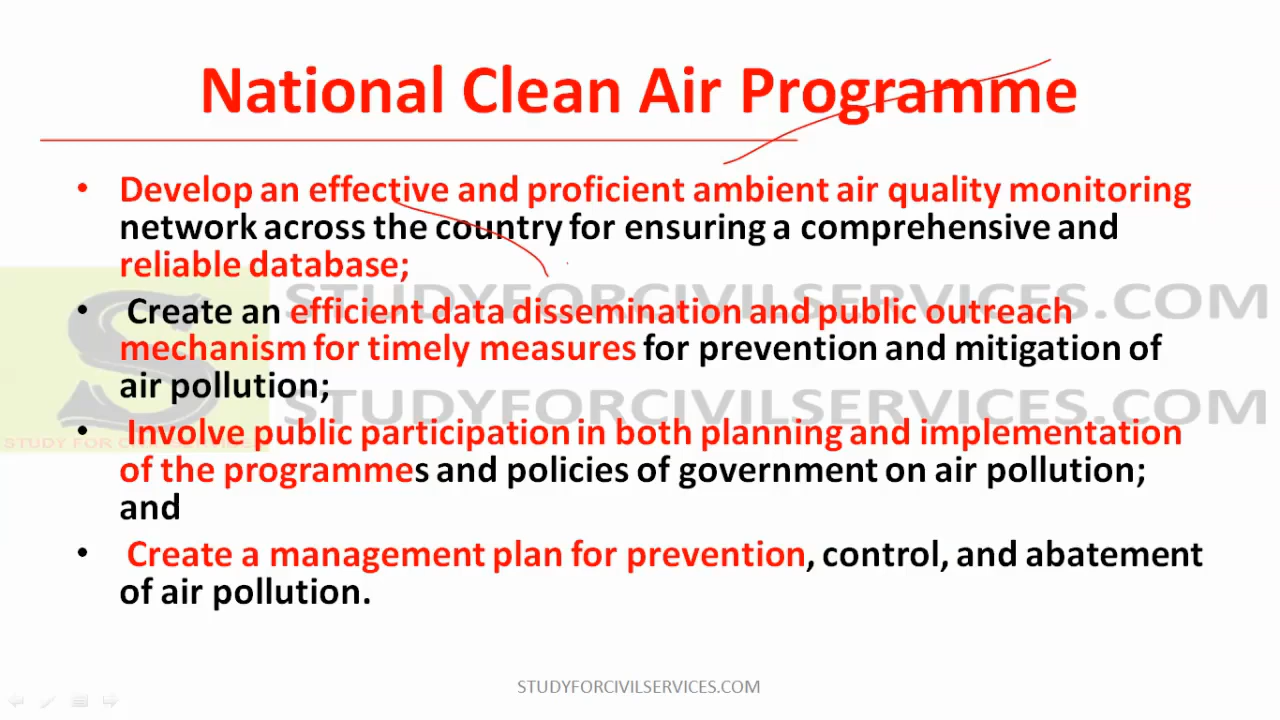 National Clean Air Programme
• Develop an effective and proficient ambient air quality monitoring
network across the country for ensuring a comprehensive and
reliable database;
STUDYFORCIVILSERVICES.COM
• Create an efficient data dissemination and public outreach
mechanism for timely measures for prevention and mitigation of
air pollution;
STUDYFORCIVILSERVICES.COM
• Involve public participation in both planning and implementation
STUDY FOR CIVIL SERVICES
of the programmes and policies of government on air pollution;
and
• Create a management plan for prevention, control, and abatement
of air pollution.
STUDYFORCIVILSERVICES.COM